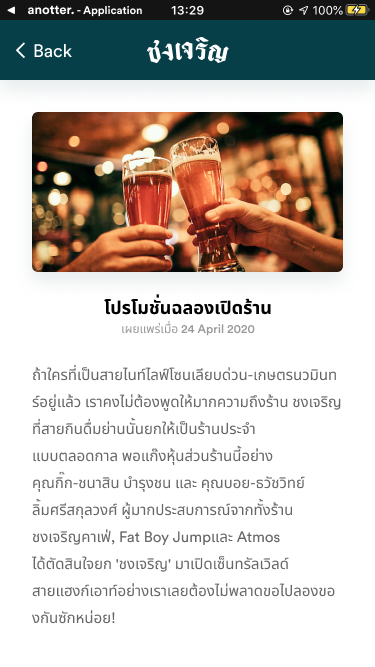 anotter. - Application
13:29
100%
Back
ชงเจริญ
โปรโมชั่นฉลองเปิดร้าน
เผยแพร่เมื่อ 24 April 2020
ถ้าใครที่เป็นสายไนท์ไลฟ์โซนเลียบด่วน-เกษตรนวมินท
ร์อยู่แล้ว เราคงไม่ต้องพูดให้มากความถึงร้าน ชงเจริญ
ที่สายกินดื่มย่านนั้นยกให้เป็นร้านประจำ
แบบตลอดกาล พอแก๊งหุ้นส่วนร้านนี้อย่าง
คุณกิ๊ก-ชนาสิน บำรุงชน และ คุณบอย-ธวัชวิทย์
ลิ้มศรีสกุลวงศ์ ผู้มากประสบการณ์จากทั้งร้าน
ชงเจริญคาเฟ่, Fat Boy Jumpและ Atmos
ได้ตัดสินใจยก 'ชงเจริญ' มาเปิดเซ็นทรัลเวิลด์
สายแฮงก์เอาท์อย่างเราเลยต้องไม่พลาดขอไปลองขอ
งกันซักหน่อย!